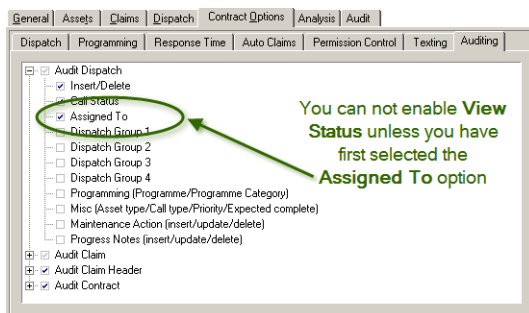 General Assets Claims Dispatch Contract Options Analysis Audit
Dispatch Programming Response Time Auto Claims Permission Control Texting Auditing
Audit Dispatch
Insert/Delete
Call Status
Assigned To
Dispatch Group 1
Dispatch Group 2
Dispatch Group 3
Dispatch Group 4
Programming (Programme/Programme Category)
Misc (Asset type/Call type/Priority/Expected complete)
Maintenance Action (insert/update/delete)
Progress Notes (insert/update/delete)
Audit Claim
Audit Claim Header
Audit Contract
You can not enable View
Status unless you have
first selected the
Assigned To option